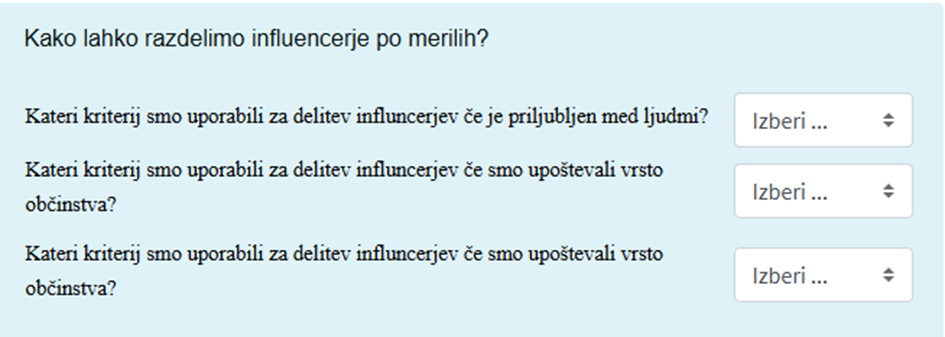 Kako lahko razdelimo influencerje po merilih?
Kateri kriterij smo uporabili za delitev influncerjev če je priljubljen med ljudmi?
Izberi ...
Kateri kriterij smo uporabili za delitev influncerjev če smo upoštevali vrsto
občinstva?
Izberi ...
Kateri kriterij smo uporabili za delitev influncerjev če smo upoštevali vrsto
občinstva?
Izberi ...